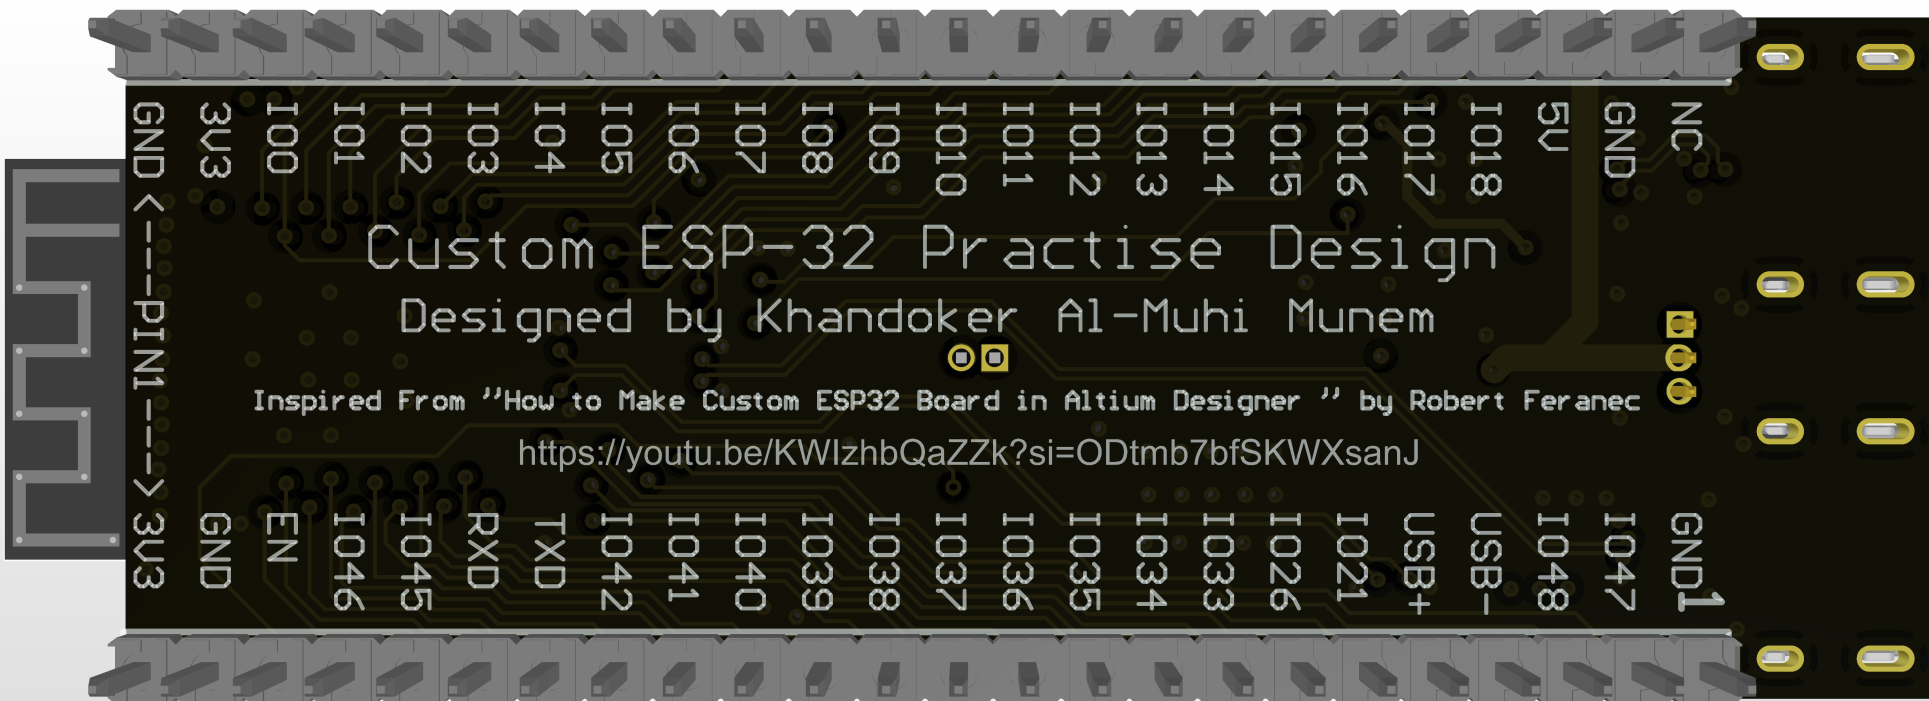 GND <---PIN1---> 3V3
3V3
IO0
IO1
IO2
IO3
IO4
IO5
IO6
IO7
IO8
IO9
IO10
IO11
IO12
IO13
IO14
IO15
IO16
IO17
IO18
5V
GND
NC
Custom ESP-32 Practise Design
Designed by Khandoker Al-Muhi Munem
Inspired From "How to Make Custom ESP32 Board in Altium Designer " by Robert Feranec
https://youtu.be/KWIzhbQaZZk?si=ODtmb7bfSKWXsanJ
GND
EN
IO46
IO45
RXD
TXD
IO42
IO41
IO40
IO39
IO38
IO37
IO36
IO35
IO34
IO33
IO26
IO21
USB+
USB-
IO48
IO47
GND
1